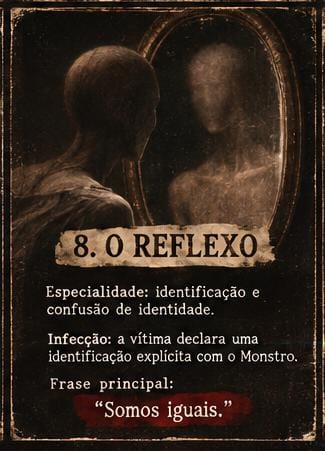 8. O REFLEXO
Especialidade: identificação e
confusão de identidade.
Infecção: a vítima declara uma
identificação explícita com o Monstro.
Frase principal:
“Somos iguais.”